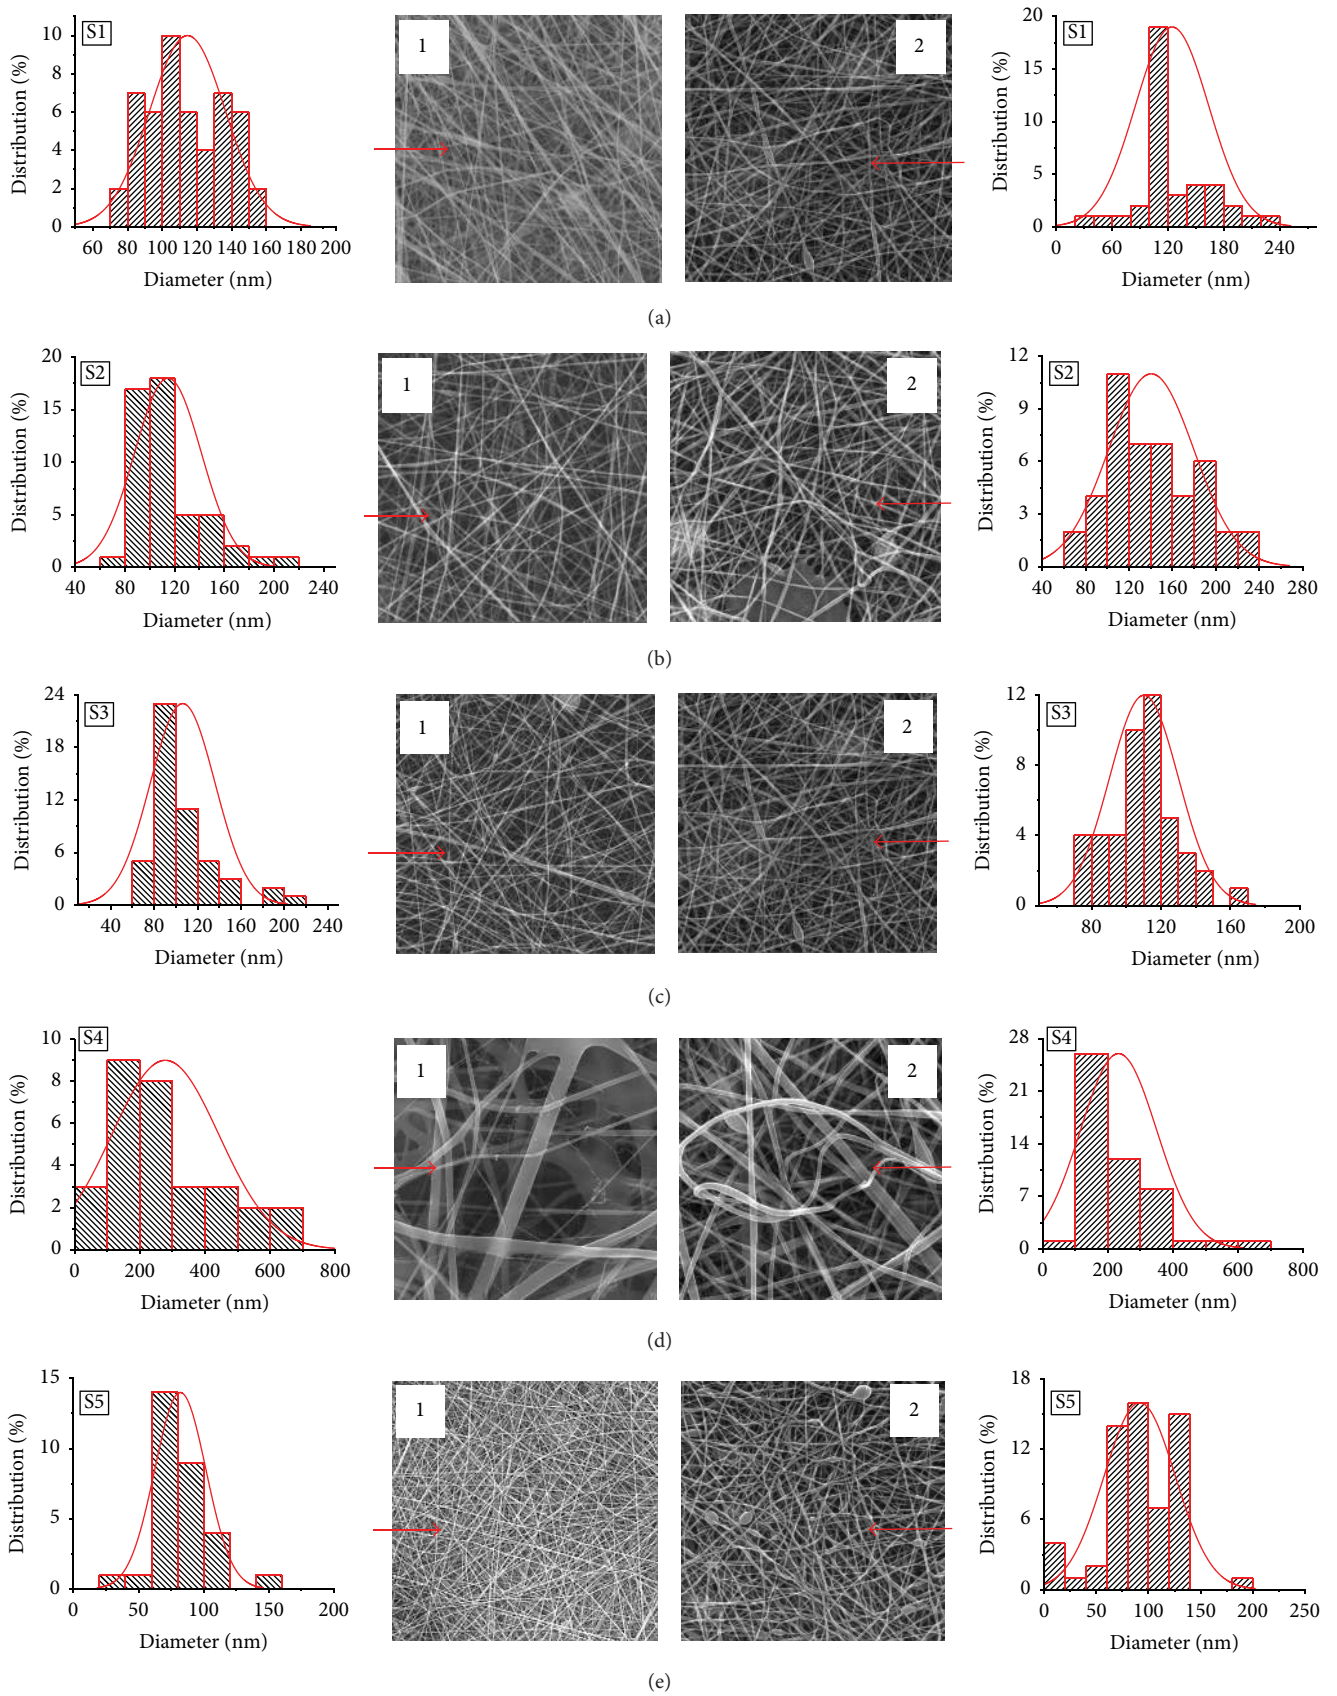 S1
Distribution (%)
10
8
6
4
2
0
60 80 100 120 140 160 200
Diameter (nm)
1
2
S1
Distribution (%)
20
15
10
5
0
0 60 120 180 240
Diameter (nm)
(a)
S2
Distribution (%)
20
15
10
5
0
40 80 120 160 200 240
Diameter (nm)
1
2
S2
Distribution (%)
12
9
6
3
0
40 80 120 160 200 240 280
Diameter (nm)
(b)
S3
Distribution (%)
24
18
12
6
0
40 80 120 160 200 240
Diameter (nm)
1
2
S3
Distribution (%)
12
8
4
0
80 120 160 200
Diameter (nm)
(c)
S4
Distribution (%)
10
8
6
4
2
0
0 200 400 600 800
Diameter (nm)
1
2
S4
Distribution (%)
28
21
14
7
0
0 200 400 600 800
Diameter (nm)
(d)
S5
Distribution (%)
15
10
5
0
0 50 100 150 200
Diameter (nm)
1
2
S5
Distribution (%)
18
12
6
0
0 50 100 150 200 250
Diameter (nm)
(e)